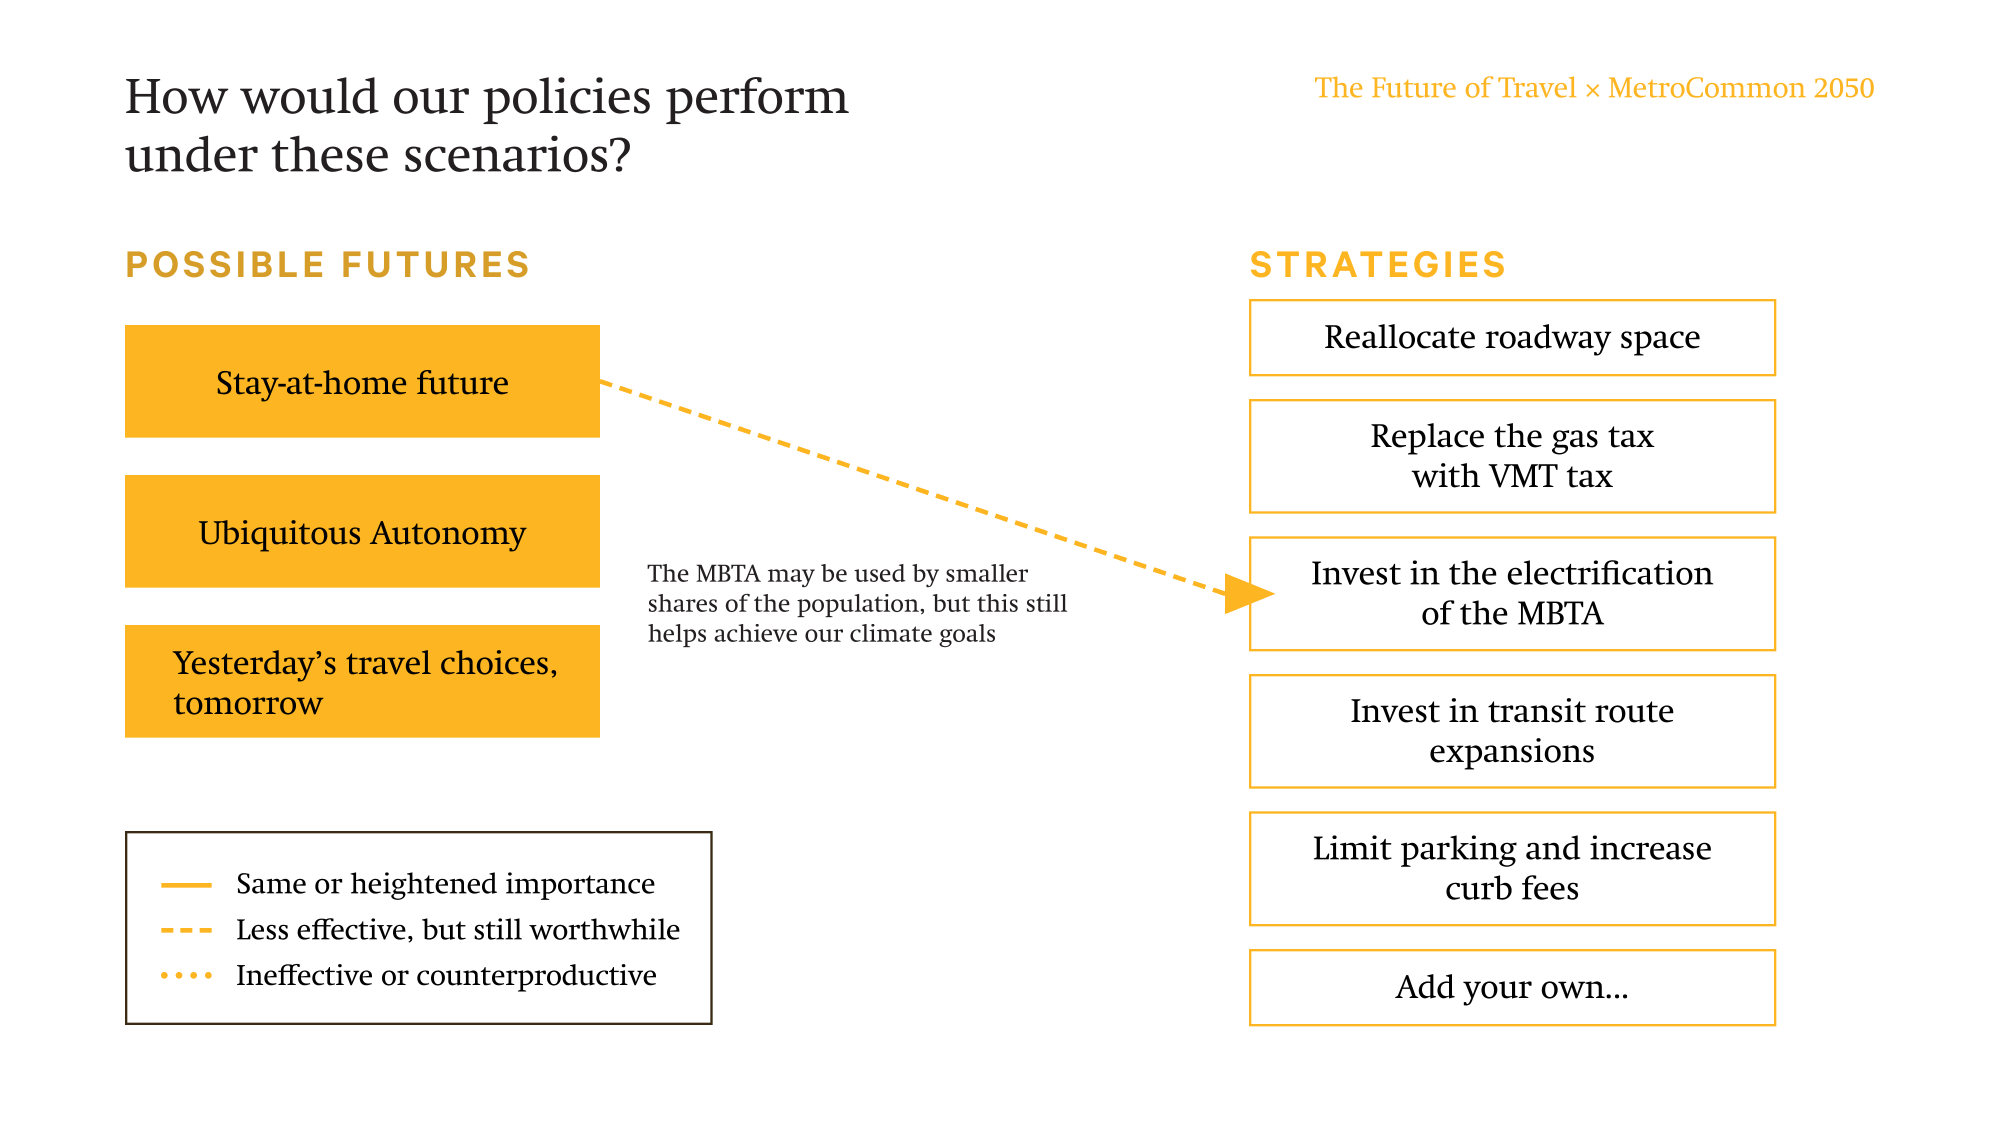 How would our policies perform
under these scenarios?
The Future of Travel × MetroCommon 2050
POSSIBLE FUTURES
Stay-at-home future
Ubiquitous Autonomy
Yesterday’s travel choices,
tomorrow
The MBTA may be used by smaller
shares of the population, but this still
helps achieve our climate goals
STRATEGIES
Reallocate roadway space
Replace the gas tax
with VMT tax
Invest in the electrification
of the MBTA
Invest in transit route
expansions
Limit parking and increase
curb fees
Add your own...
Same or heightened importance
Less effective, but still worthwhile
Ineffective or counterproductive